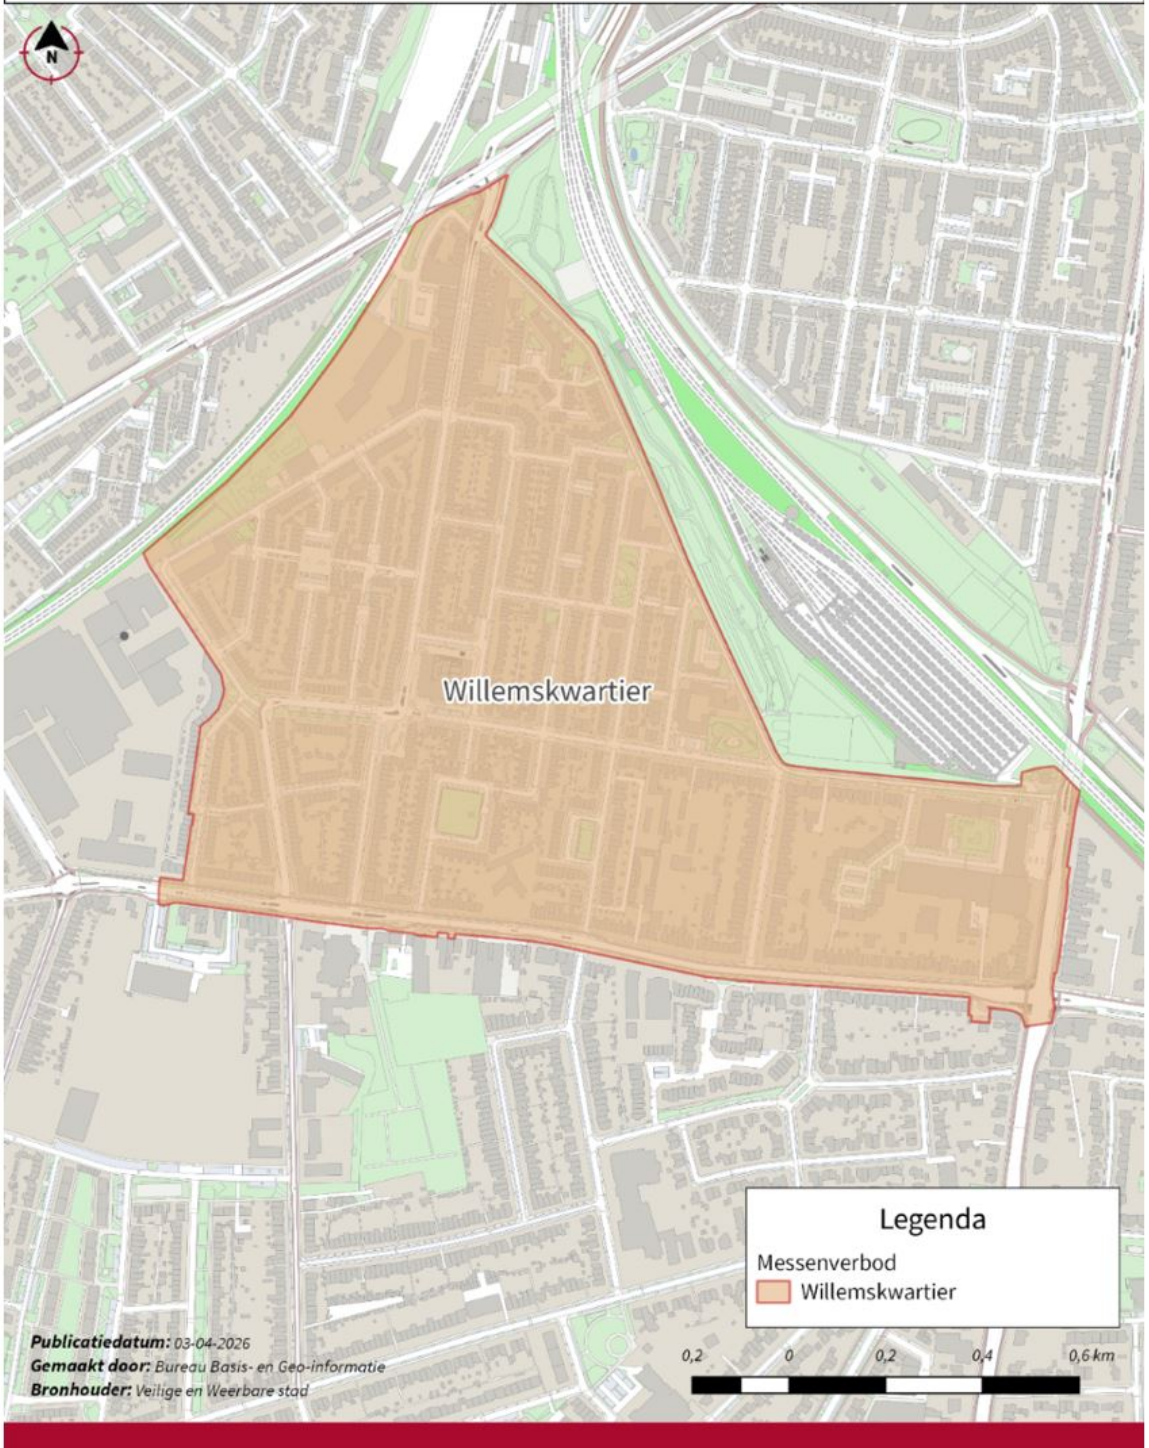 N
Willemskwartier
Legenda
Messenverbod
Willemskwartier
Publicatiedatum: 03-04-2026
Gemaakt door: Bureau Basis- en Geo-informatie
Bronhouder: Veilige en Weerbare stad
0,2 0 0,2 0,4 0,6 km